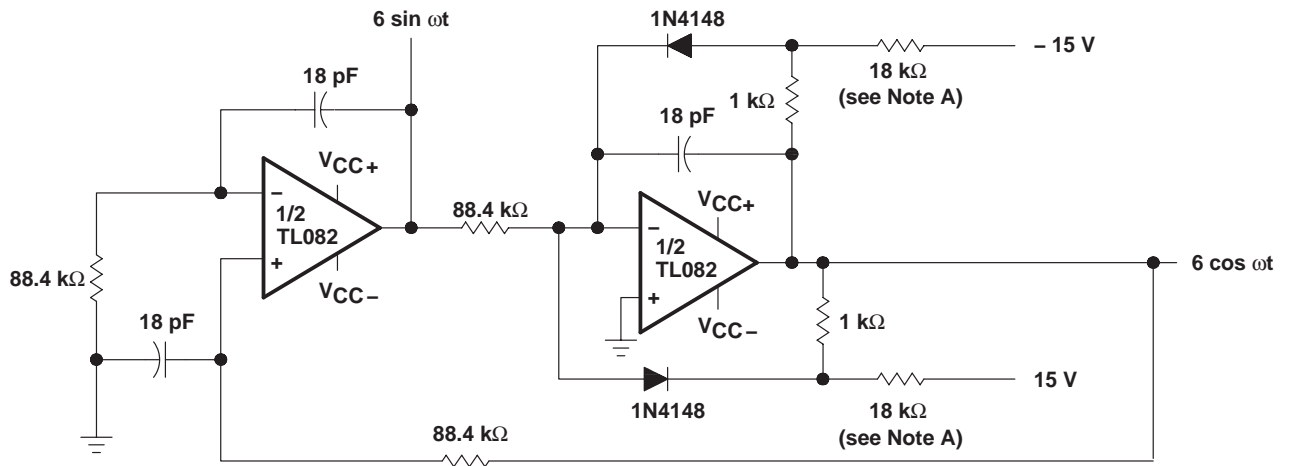 6 sin ωt
1N4148
– 15 V
18 pF
18 kΩ
(see Note A)
1 kΩ
18 pF
VCC+
–
88.4 kΩ
1/2
TL082
+
VCC–
88.4 kΩ
18 pF
VCC+
–
1/2
TL082
+
VCC–
6 cos ωt
1 kΩ
15 V
1N4148
18 kΩ
(see Note A)
88.4 kΩ